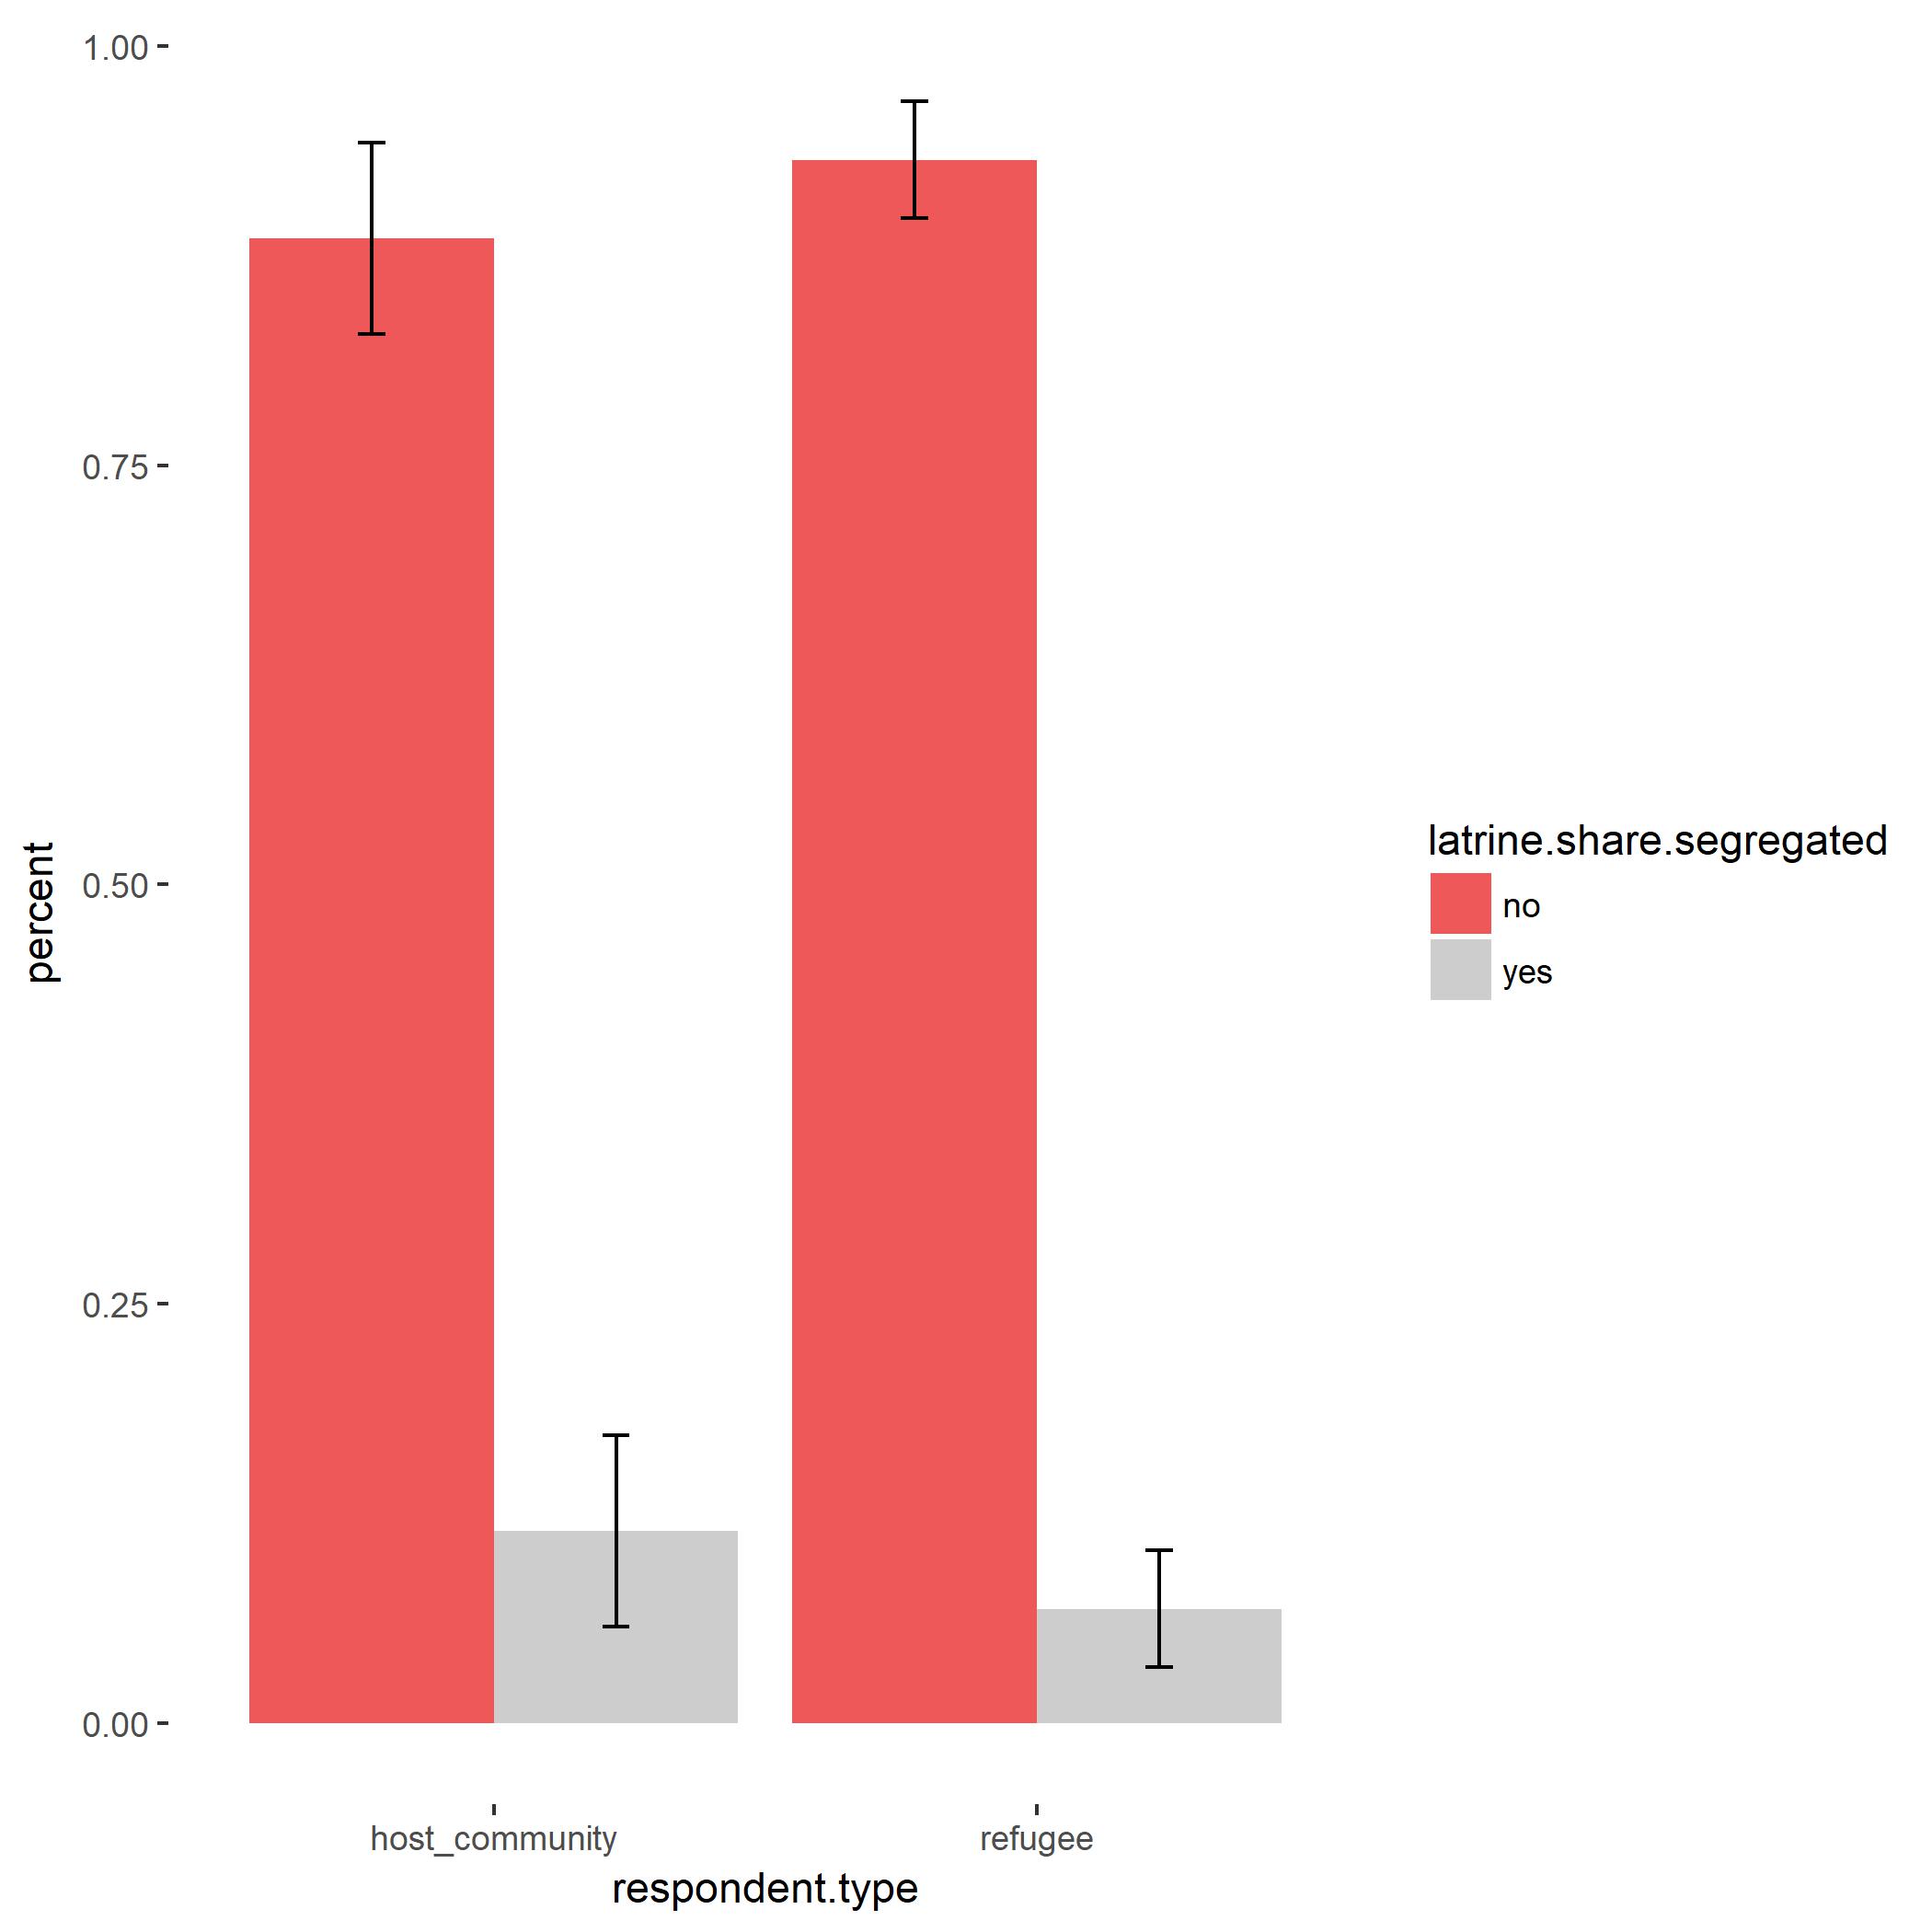 1.00
0.75
0.50
0.25
0.00
percent
host_community
refugee
respondent.type
latrine.share.segregated
no
yes